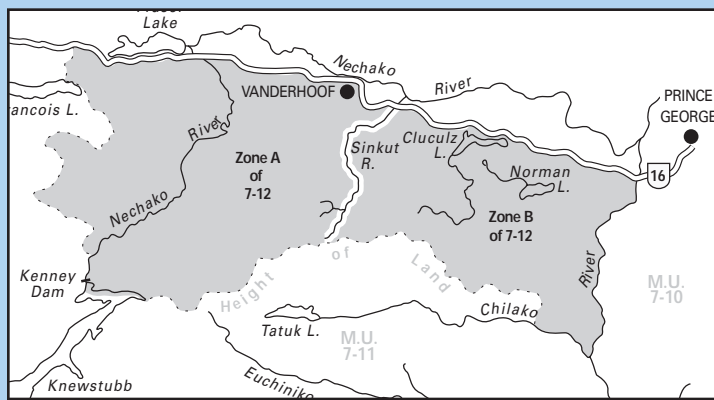 Lake
Nechako
River
VANDERHOOF
PRINCE
GEORGE
rancois L.
River
Sinkut
R.
Cluculz
L.
Zone A
of
7-12
Norman
L.
16
Nechako
Zone B
of 7-12
Kenney
Dam
Height of Land
River
M.U.
7-10
Chilako
Tatuk L.
M.U.
7-11
Knewstubb
Euchiniko